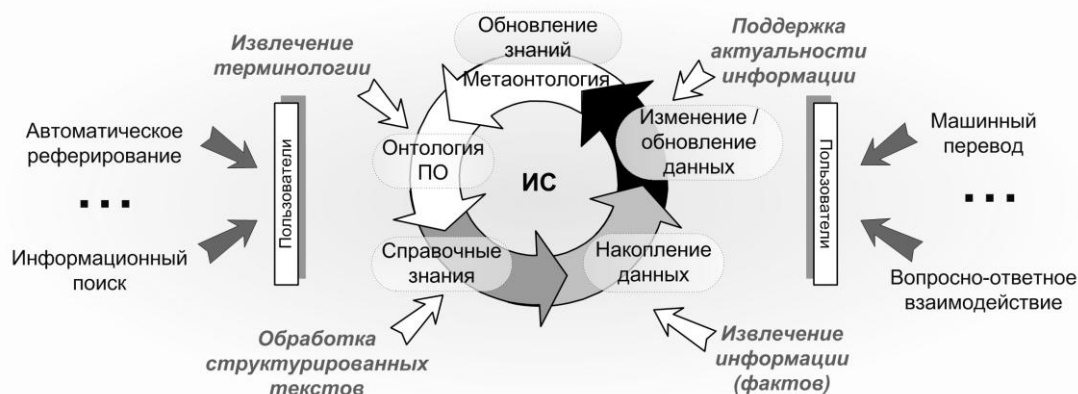 Обновление
знаний
Метаонтология
Извлечение
терминологии
Поддержка
актуальности
информации
Автоматическое
реферирование
...
Информационный
поиск
Пользователи
Онтология
ПО
ИС
Изменение /
обновление
данных
Справочные
знания
Накопление
данных
Пользователи
Машинный
перевод
...
Вопросно-ответное
взаимодействие
Обработка
структурированных
текстов
Извлечение
информации
(фактов)